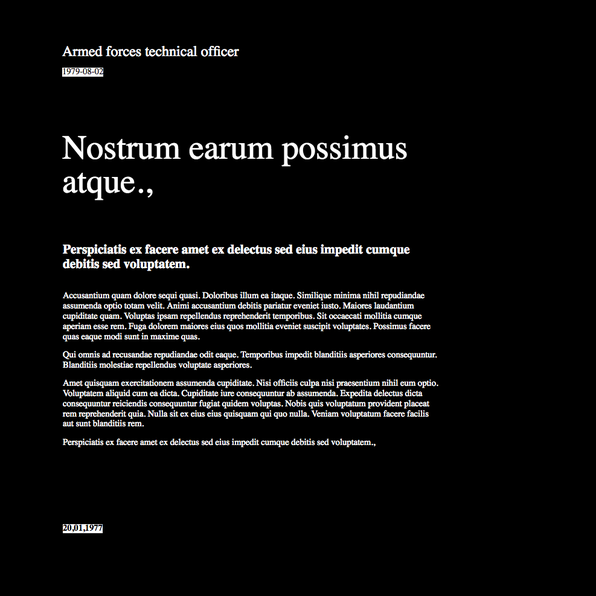 Armed forces technical officer
1979-08-02
Nostrum earum possimus
atque.,
Perspiciatis ex facere amet ex delectus sed eius impedit cumque
debitis sed voluptatem.
Accusantium quam dolore sequi quasi. Doloribus illum ea itaque. Similique minima nihil repudiandae
assumenda optio totam velit. Animi accusantium debitis pariatur eveniet iusto. Maiores laudantium
cupiditate quam. Voluptas ipsam repellendus reprehenderit temporibus. Sit occaecati mollitia cumque
aperiam esse rem. Fuga dolorem maiores eius quos mollitia eveniet suscipit voluptates. Possimus facere
quas eaque modi sunt in maxime quas.
Qui omnis ad recusandae repudiandae odit eaque. Temporibus impedit blanditiis asperiores consequuntur.
Blanditiis molestiae repellendus voluptate asperiores.
Amet quisquam exercitationem assumenda cupiditate. Nisi officiis culpa nisi praesentium nihil eum optio.
Voluptatem aliquid cum ea dicta. Cupiditate iure consequuntur ab assumenda. Expedita delectus dicta
consequuntur reiciendis consequuntur fugiat quidem voluptas. Nobis quis voluptatum provident placeat
rem reprehenderit quia. Nulla sit ex eius eius quisquam qui quo nulla. Veniam voluptatum facere facilis
aut sunt blanditiis rem.
Perspiciatis ex facere amet ex delectus sed eius impedit cumque debitis sed voluptatem.,
20,01,1977